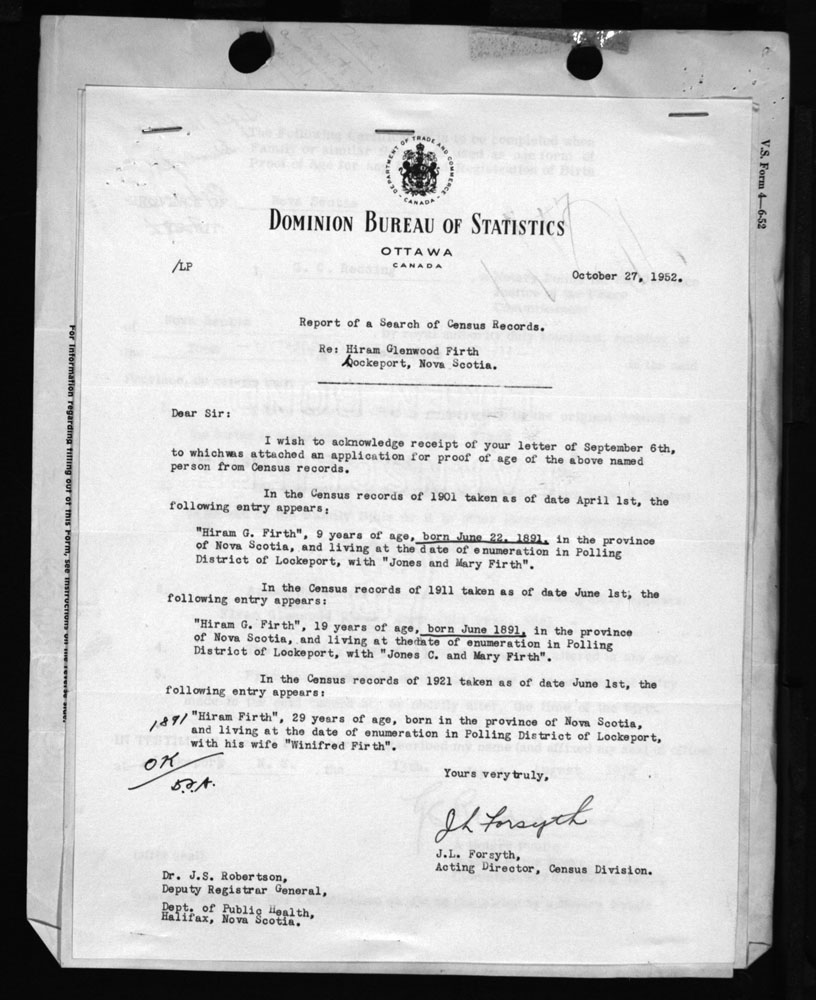 V.S. Form 4—6-52
DEPARTMENT OF TRADE AND COMMERCE
CANADA
DOMINION BUREAU OF STATISTICS
OTTAWA
CANADA
/LP
October 27, 1952.
Report of a Search of Census Records.
Re: Hiram Glenwood Firth
Lockeport, Nova Scotia.
Dear Sir:
I wish to acknowledge receipt of your letter of September 6th,
to whichwas attached an application for proof of age of the above named
person from Census records.
In the Census records of 1901 taken as of date April 1st, the
following entry appears:
"Hiram G. Firth", 9 years of age, born June 22, 1891, in the province
of Nova Scotia, and living at the date of enumeration in Polling
District of Lockeport, with "Jones and Mary Firth".
In the Census records of 1911 taken as of date June 1st, the
following entry appears:
"Hiram G. Firth", 19 years of age, born June 1891, in the province
of Nova Scotia, and living at thedate of enumeration in Polling
District of Lockeport, with "Jones C. and Mary Firth".
In the Census records of 1921 taken as of date June 1st, the
following entry appears:
1891
"Hiram Firth", 29 years of age, born in the province of Nova Scotia,
and living at the date of enumeration in Polling District of Lockeport,
with his wife "Winifred Firth".
OK
Yours verytruly,
J L Forsyth
J.L. Forsyth,
Acting Director, Census Division.
Dr. J.S. Robertson,
Deputy Registrar General,
Dept. of Public Health,
Halifax, Nova Scotia.
For information regarding filling out of this Form, see instructions on the reverse side.